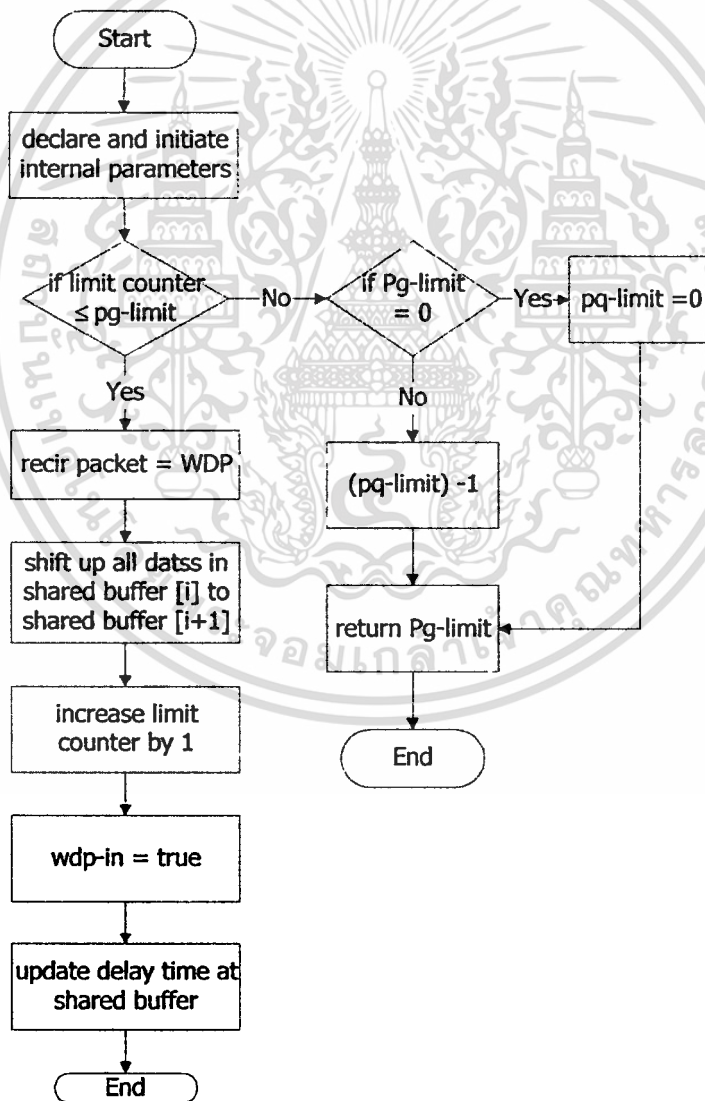 Start
declare and initiate
internal parameters
if limit counter
≤ pg-limit
No
if Pg-limit
= 0
Yes
pq-limit =0
Yes
No
recir packet = WDP
(pq-limit) -1
shift up all datss in
shared buffer [i] to
shared buffer [i+1]
return Pg-limit
increase limit
counter by 1
End
wdp-in = true
update delay time at
shared buffer
End